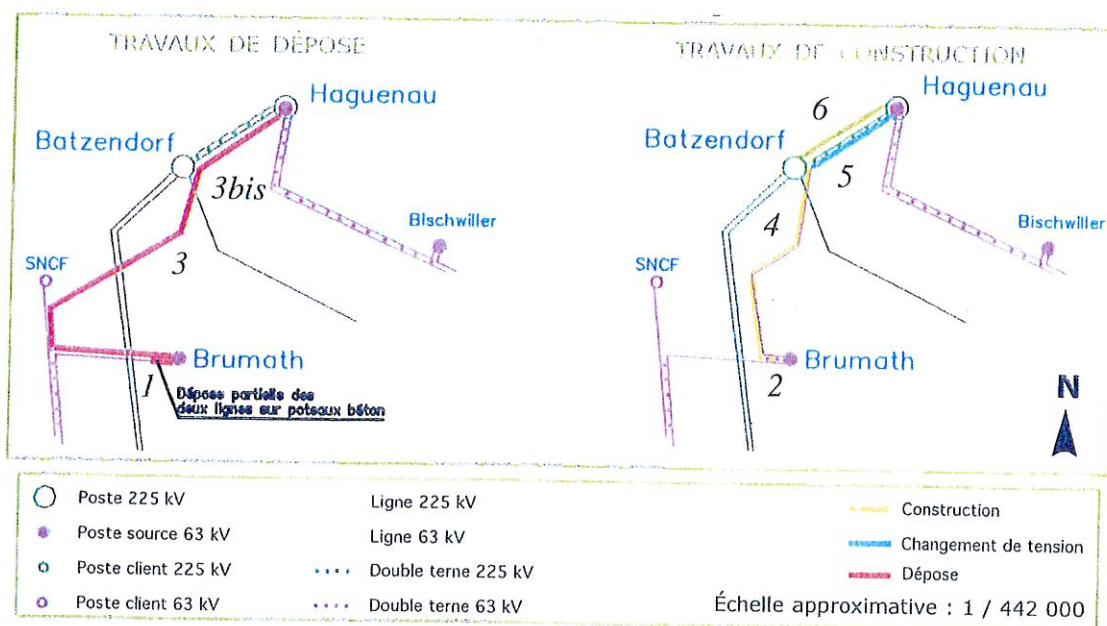 TRAVAUX DE DÉPOSE
Haguenau
Batzendorf
3bis
Bischwiller
3
SNCF
Brumath
1
Dépose partielle des
deux lignes sur poteaux béton
TRAVAUX DE CONSTRUCTION
6
Haguenau
Batzendorf
5
4
Bischwiller
SNCF
Brumath
2
N
Poste 225 kV
Poste source 63 kV
Poste client 225 kV
Poste client 63 kV
Ligne 225 kV
Ligne 63 kV
Double terne 225 kV
Double terne 63 kV
Construction
Changement de tension
Dépose
Échelle approximative : 1 / 442 000